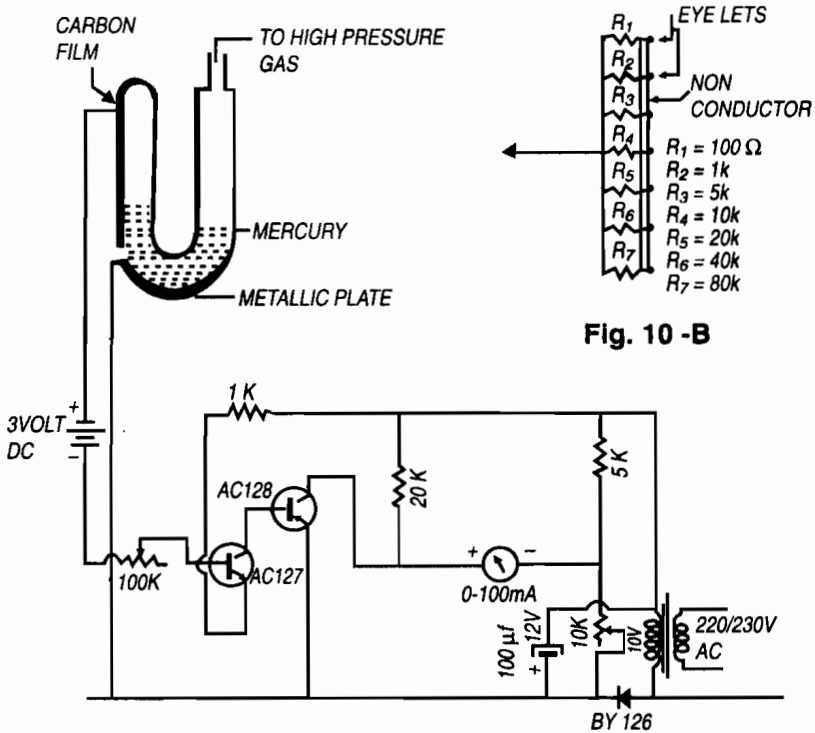 CARBON
FILM
TO HIGH PRESSURE
GAS
MERCURY
METALLIC PLATE
R1
R2
R3
R4
R5
R6
R7
EYE LETS
NON
CONDUCTOR
R1 = 100 Ω
R2 = 1k
R3 = 5k
R4 = 10k
R5 = 20k
R6 = 40k
R7 = 80k
Fig. 10 -B
+
3VOLT
DC
−
1 K
AC128
AC127
100K
20 K
5 K
+
−
0-100mA
100 µf
12V
+
10K
10V
220/230V
AC
BY 126